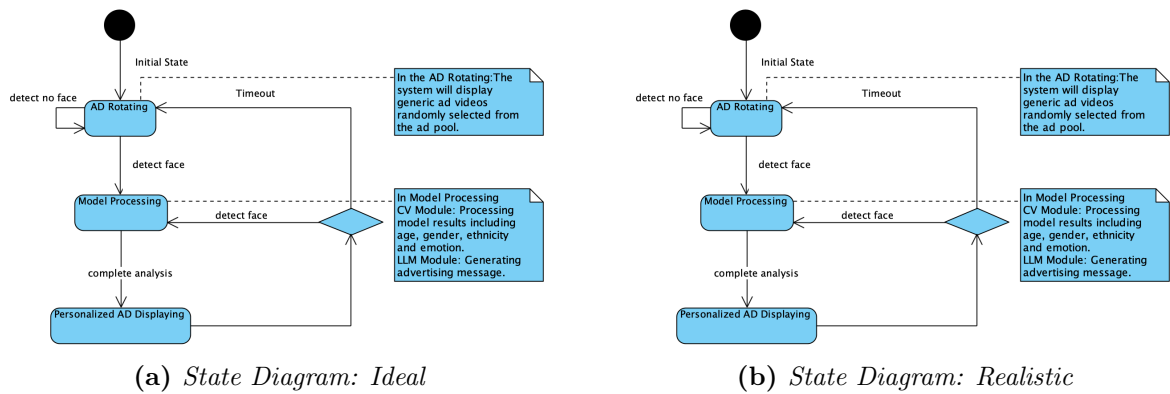 Initial State
In the AD Rotating:The
system will display
generic ad videos
randomly selected from
the ad pool.
Timeout
detect no face
AD Rotating
detect face
Model Processing
In Model Processing
CV Module: Processing
model results including
age, gender, ethnicity
and emotion.
LLM Module: Generating
advertising message.
detect face
complete analysis
Personalized AD Displaying
(a) State Diagram: Ideal
Initial State
In the AD Rotating:The
system will display
generic ad videos
randomly selected from
the ad pool.
Timeout
detect no face
AD Rotating
detect face
Model Processing
In Model Processing
CV Module: Processing
model results including
age, gender, ethnicity
and emotion.
LLM Module: Generating
advertising message.
detect face
complete analysis
Personalized AD Displaying
(b) State Diagram: Realistic